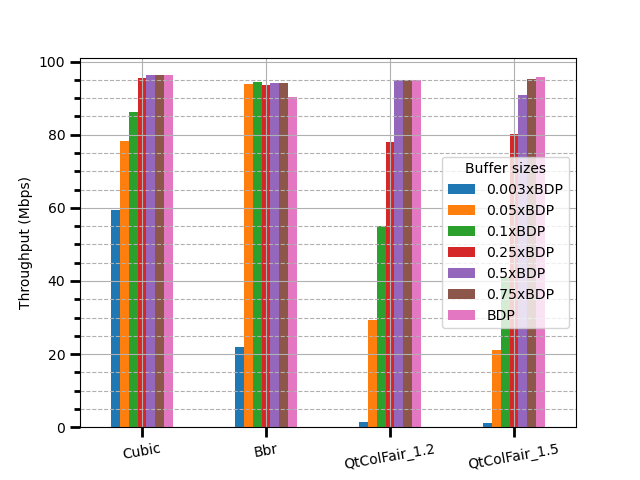 100
80
60
40
20
0
Throughput (Mbps)
Buffer sizes
0.003xBDP
0.05xBDP
0.1xBDP
0.25xBDP
0.5xBDP
0.75xBDP
BDP
Cubic
Bbr
QtColFair_1.2
QtColFair_1.5